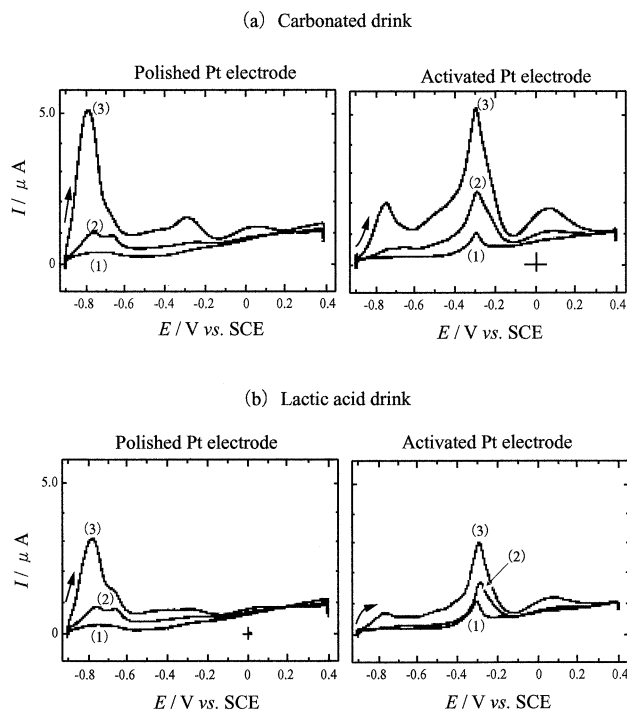 (a) Carbonated drink
Polished Pt electrode
Activated Pt electrode
I / μ A
5.0
0
(3)
(2)
(1)
-0.8 -0.6 -0.4 -0.2 0 0.2 0.4
E / V vs. SCE
(3)
(2)
(1)
-0.8 -0.6 -0.4 -0.2 0 0.2 0.4
E / V vs. SCE
(b) Lactic acid drink
Polished Pt electrode
Activated Pt electrode
I / μ A
5.0
0
(3)
(2)
(1)
-0.8 -0.6 -0.4 -0.2 0 0.2 0.4
E / V vs. SCE
(3)
(2)
(1)
-0.8 -0.6 -0.4 -0.2 0 0.2 0.4
E / V vs. SCE